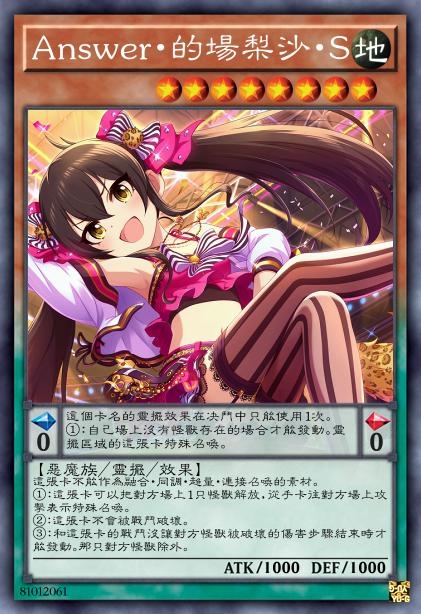 Answer·的場梨沙·S
地
這個卡名的靈擺效果在決鬥中只能使用1次。
①:自己場上沒有怪獸存在的場合才能發動。靈
擺區域的這張卡特殊召喚。
0
0
【惡魔族/靈擺/效果】
這張卡不能作為融合·同調·超量·連接召喚的素材。
①:這張卡可以把對方場上1只怪獸解放,從手卡往對方場上攻
擊表示特殊召喚。
②:這張卡不會被戰鬥破壞。
③:和這張卡的戰鬥沒讓對方怪獸被破壞的傷害步驟結束時才
能發動。那只對方怪獸除外。
ATK/1000 DEF/1000
81012061